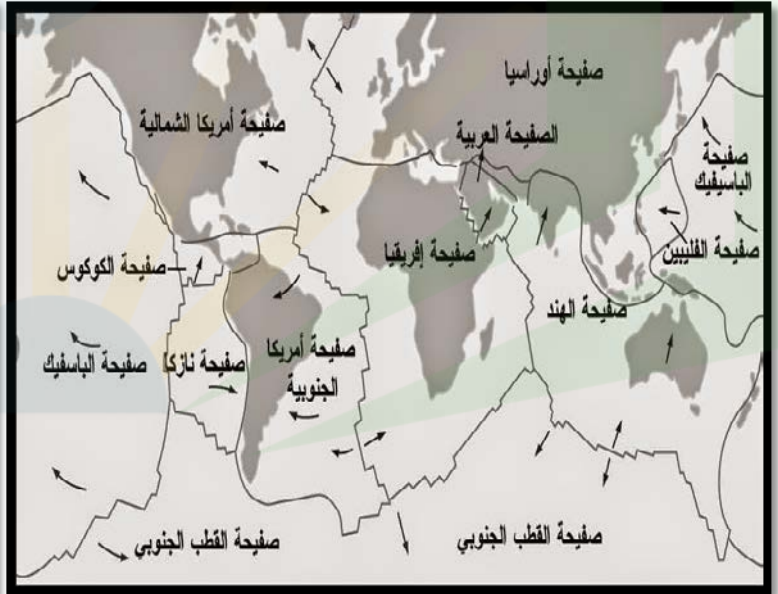 صفيحة أوراسيا
صفيحة أمريكا الشمالية
الصفيحة العربية
صفيحة
الباسيفيك
صفيحة الفليبين
صفيحة إفريقيا
صفيحة الكوكوس
صفيحة الهند
صفيحة أمريكا
الجنوبية
صفيحة نازكا
صفيحة الباسفيك
صفيحة القطب الجنوبي
صفيحة القطب الجنوبي